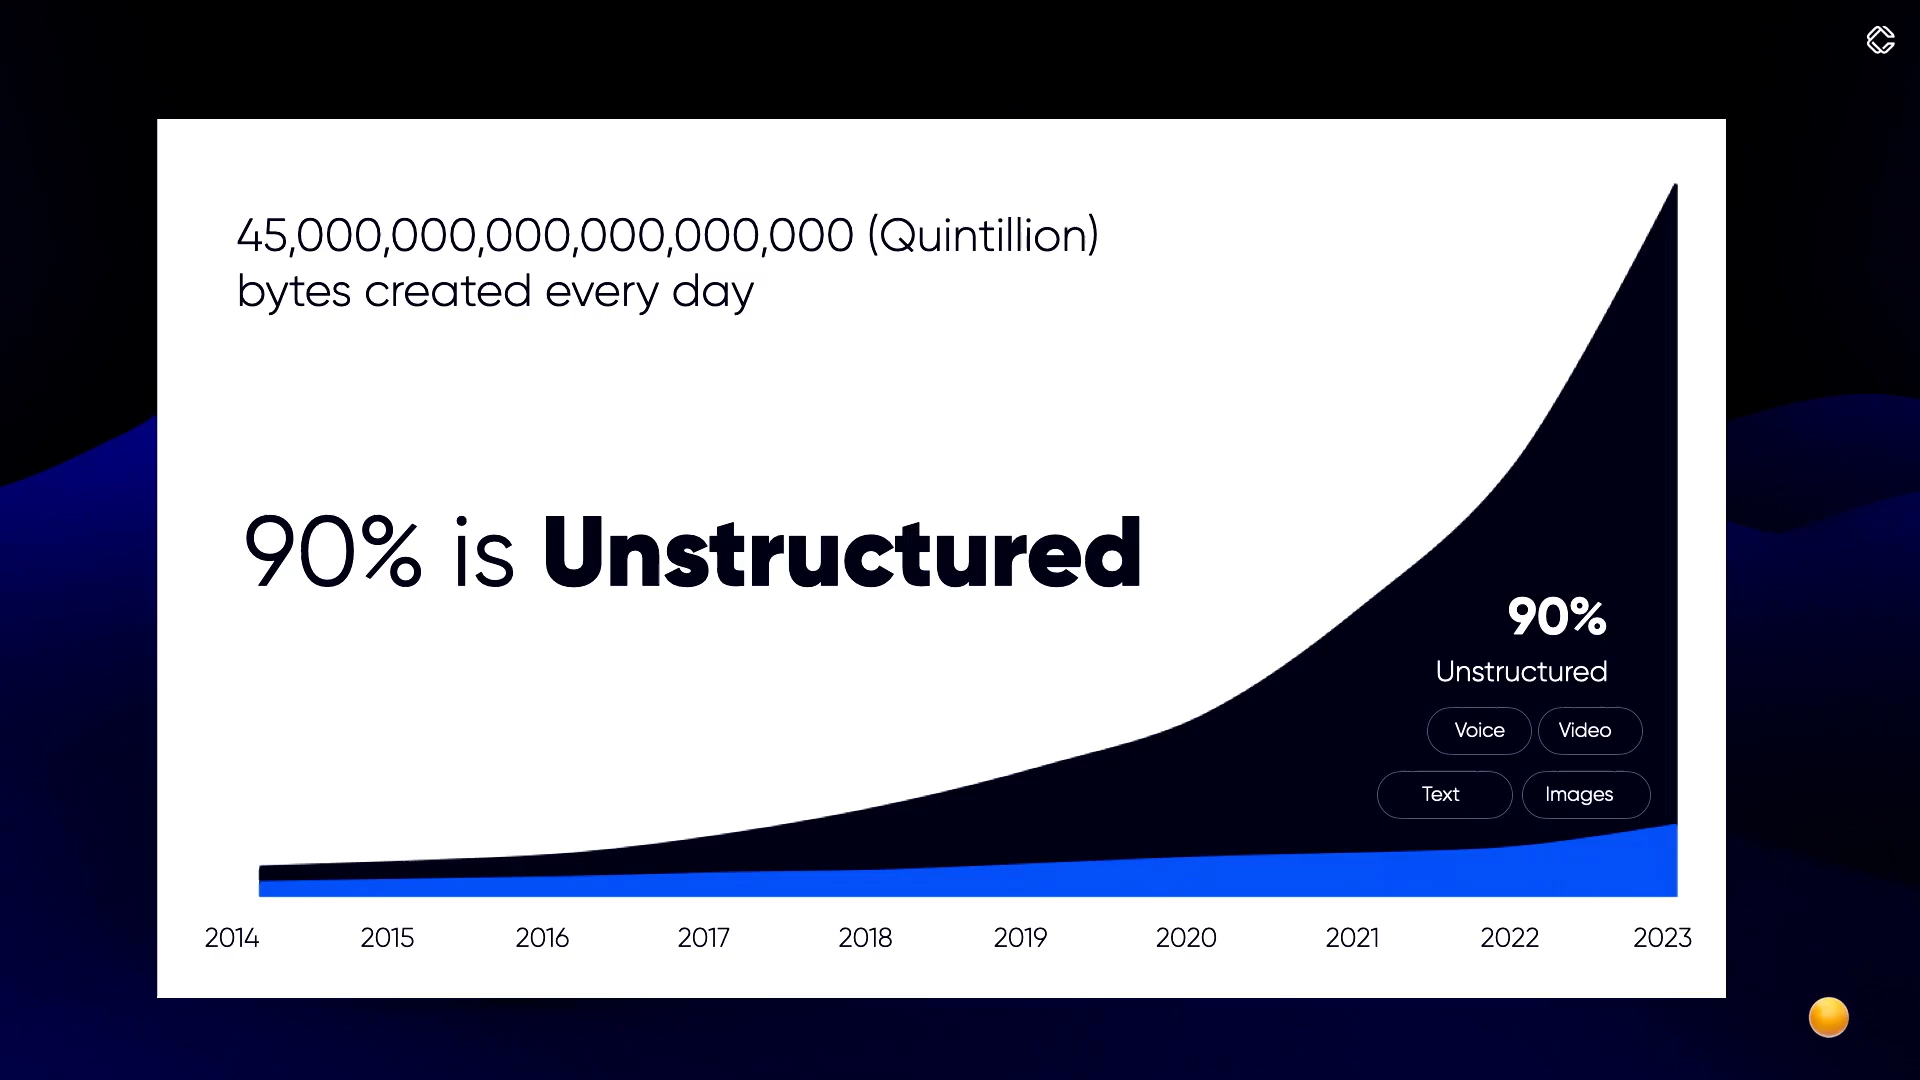 45,000,000,000,000,000,000 (Quintillion)
bytes created every day
90% is Unstructured
90%
Unstructured
Voice Video
Text Images
2014 2015 2016 2017 2018 2019 2020 2021 2022 2023